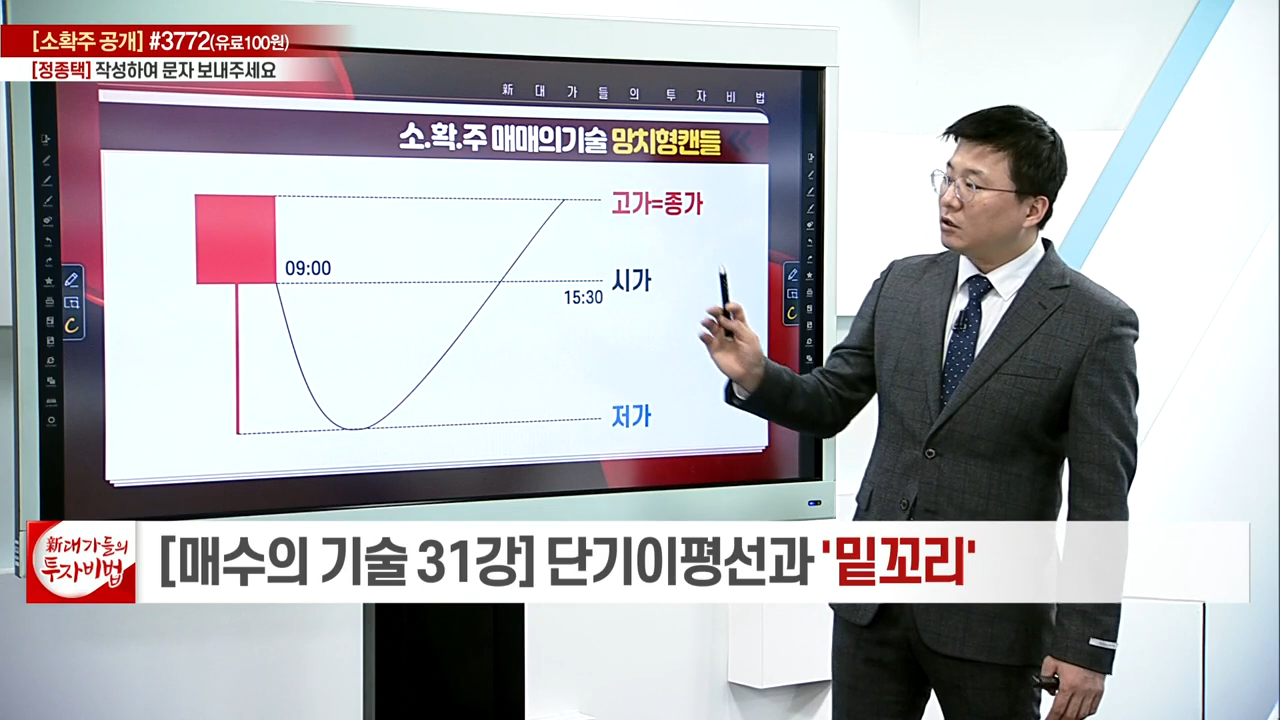 [소확주 공개] #3772(유료100원)
[정종택] 작성하여 문자 보내주세요
新 대가들의 투자비법
소.확.주 매매의기술 망치형캔들
고가=종가
09:00
시가
15:30
저가
新대가들의
투자비법
[매수의 기술 31강] 단기이평선과 '밑꼬리'